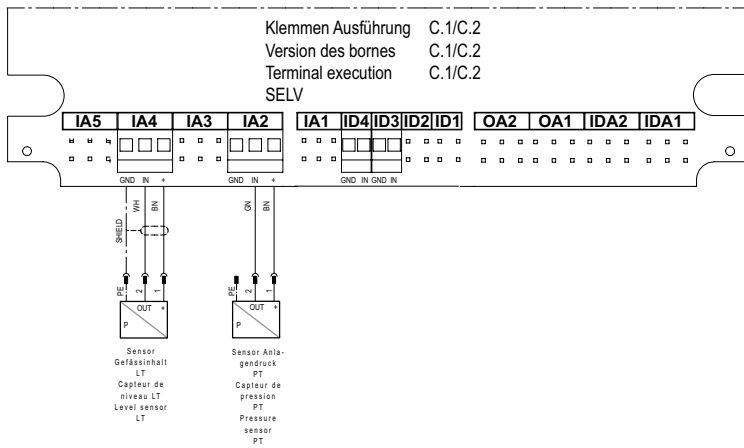 Klemmen Ausführung C.1/C.2
Version des bornes C.1/C.2
Terminal execution C.1/C.2
SELV
IA5 IA4 IA3 IA2 IA1 ID4 ID3 ID2 ID1 OA2 OA1 IDA2 IDA1
GND IN + GND IN + GND IN GND IN
SHIELD WH BN GN BN
PE 2 1 PE 2 1
OUT + OUT +
P P
Sensor
Gefässinhalt
LT
Capteur de
niveau LT
Level sensor
LT
Sensor Anla-
gendruck
PT
Capteur de
pression
PT
Pressure
sensor
PT